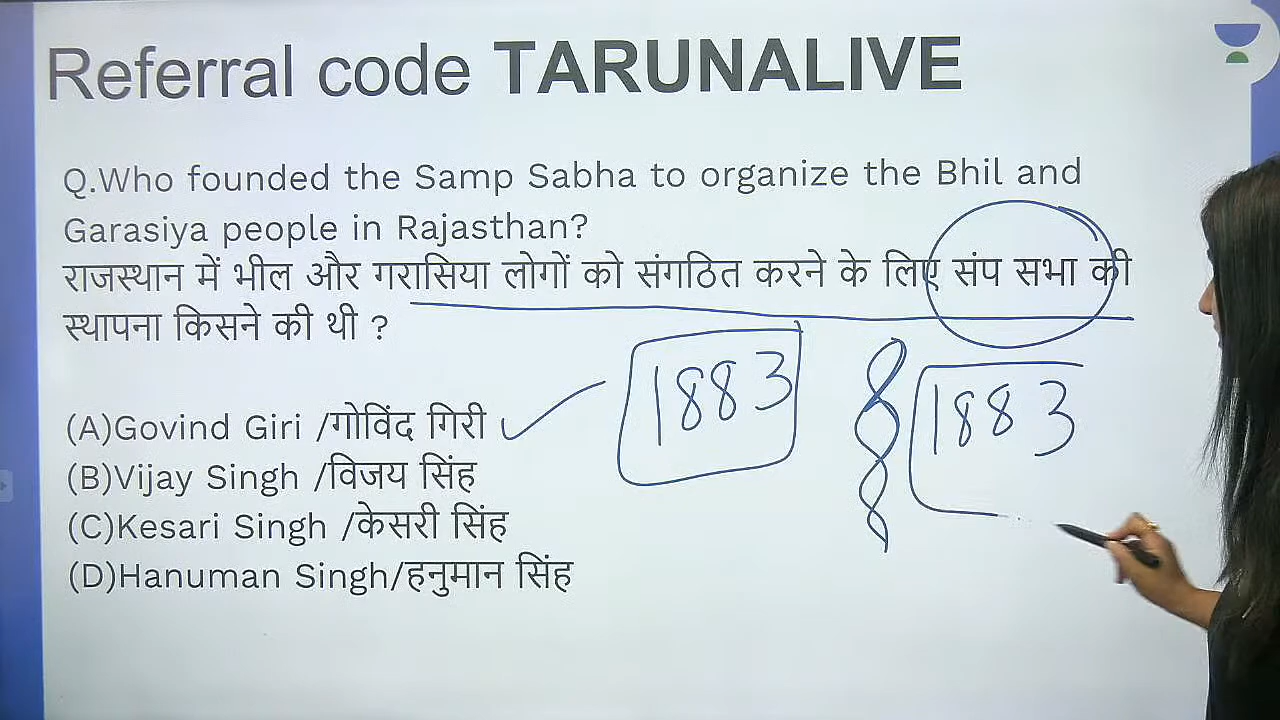 Referral code TARUNALIVE
Q.Who founded the Samp Sabha to organize the Bhil and
Garasiya people in Rajasthan?
राजस्थान में भील और गरासिया लोगों को संगठित करने के लिए संप सभा की
स्थापना किसने की थी ?
1883
1883
(A)Govind Giri /गोविंद गिरी
(B)Vijay Singh /विजय सिंह
(C)Kesari Singh /केसरी सिंह
(D)Hanuman Singh/हनुमान सिंह